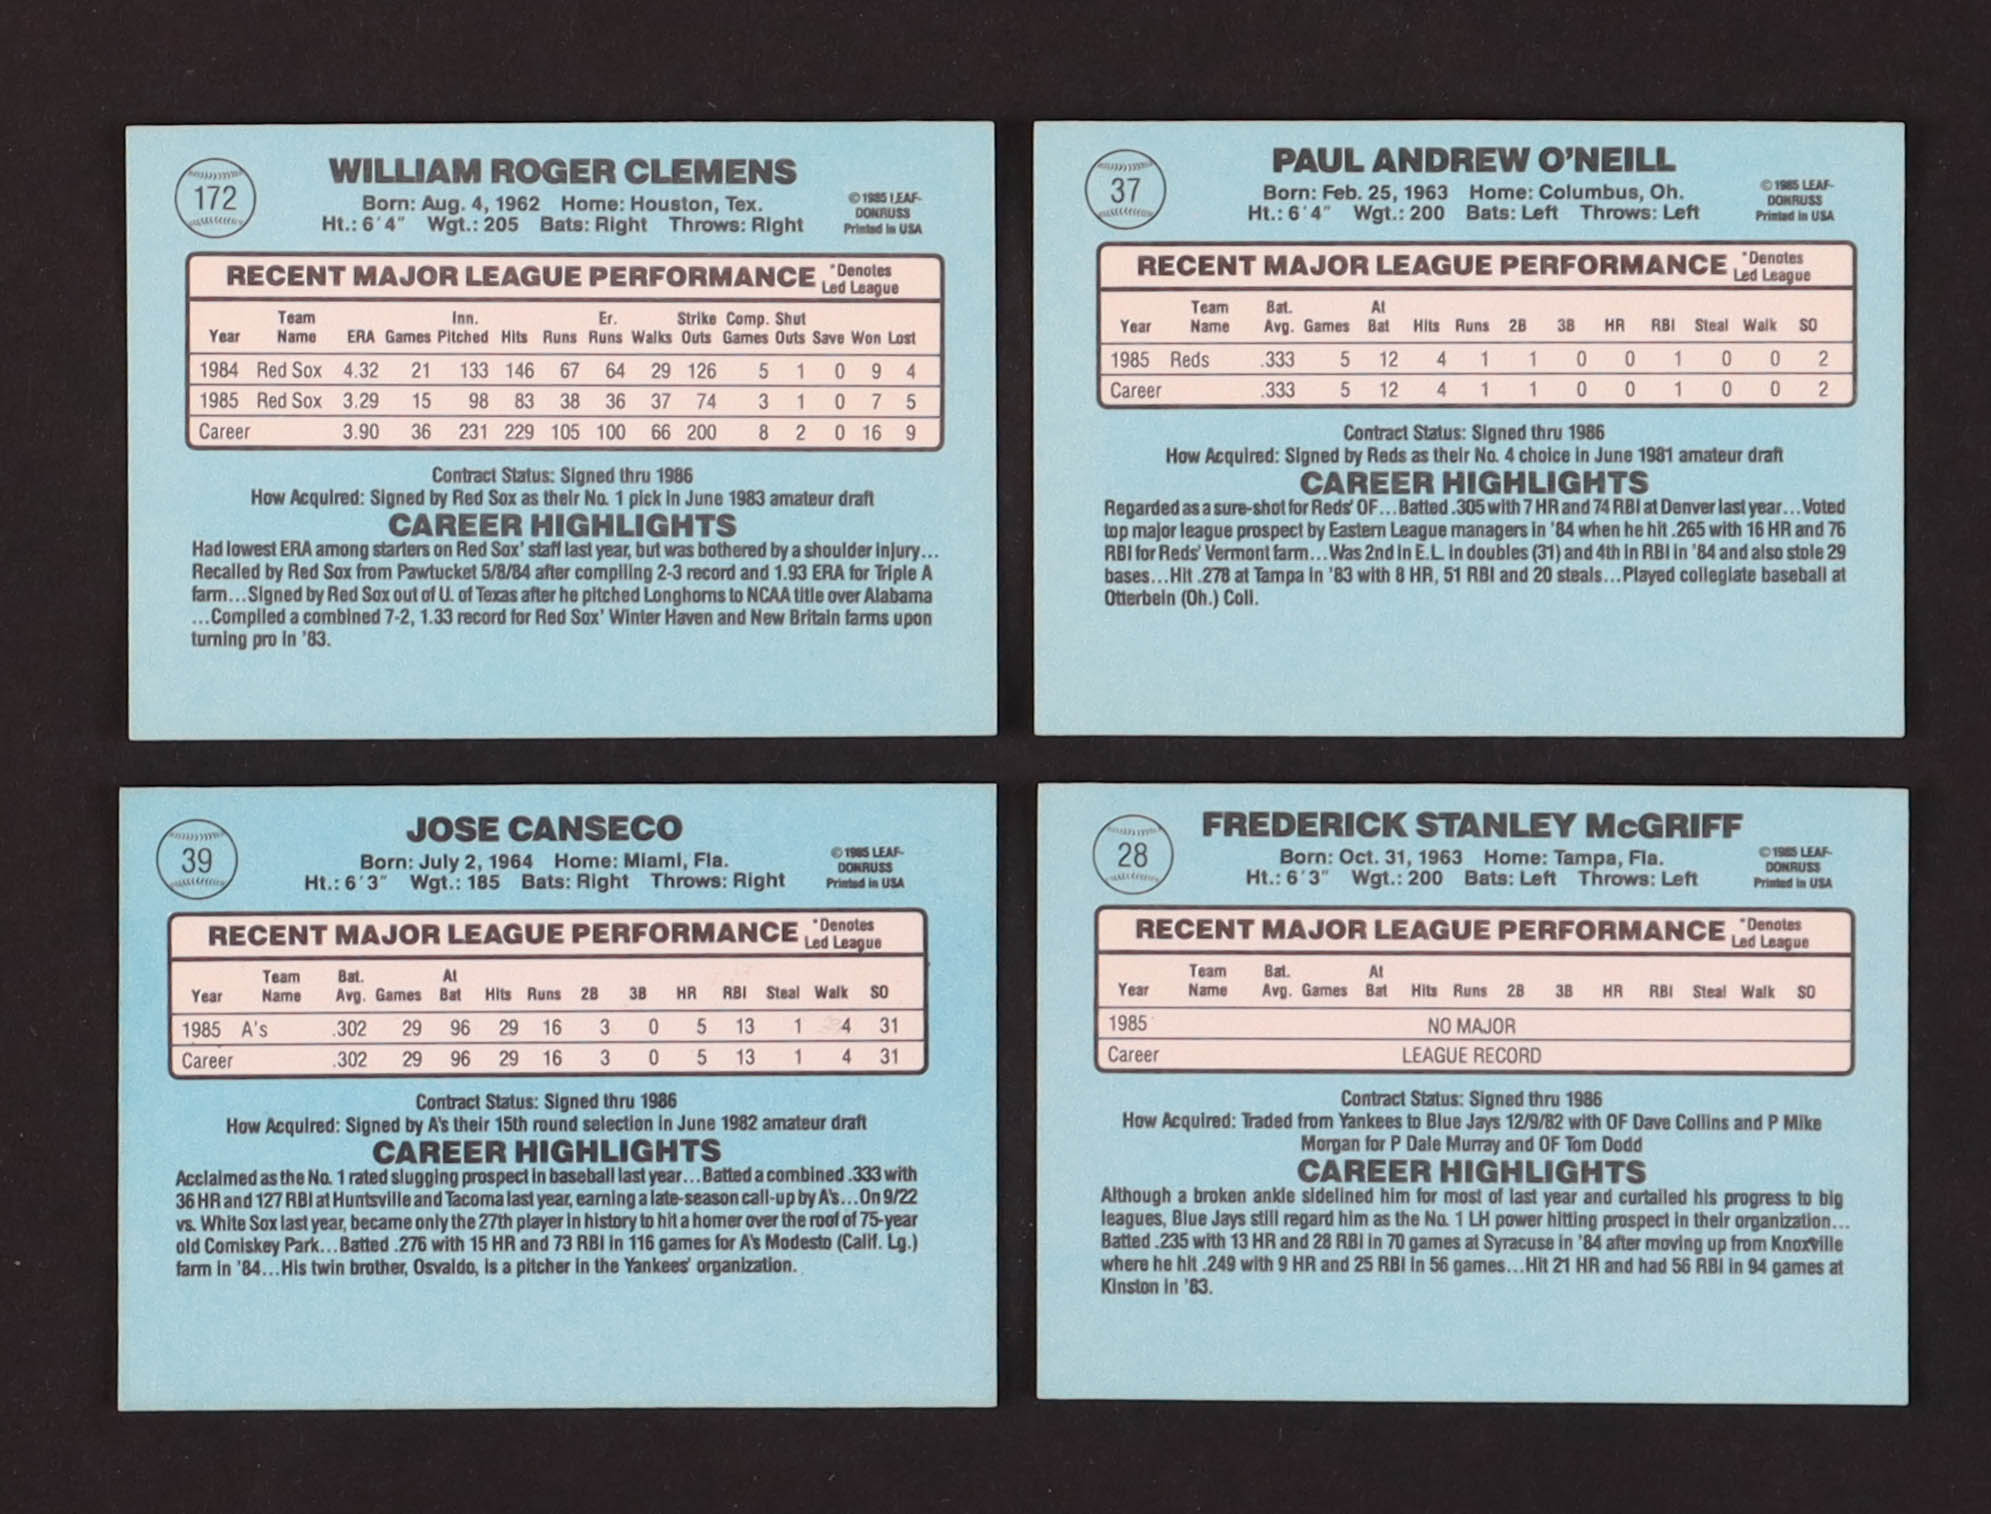 172
WILLIAM ROGER CLEMENS
Born: Aug. 4, 1962 Home: Houston, Tex.
Ht.: 6'4" Wgt.: 205 Bats: Right Throws: Right
©1985 LEAF-
DONRUSS
Printed in USA
RECENT MAJOR LEAGUE PERFORMANCE *Denotes
Led League
Team Inn. Er. Strike Comp. Shut
Year Name ERA Games Pitched Hits Runs Runs Walks Outs Games Outs Save Won Lost
1984 Red Sox 4.32 21 133 146 67 64 29 126 5 1 0 9 4
1985 Red Sox 3.29 15 98 83 38 36 37 74 3 1 0 7 5
Career 3.90 36 231 229 105 100 66 200 8 2 0 16 9
Contract Status: Signed thru 1986
How Acquired: Signed by Red Sox as their No. 1 pick in June 1983 amateur draft
CAREER HIGHLIGHTS
Had lowest ERA among starters on Red Sox' staff last year, but was bothered by a shoulder injury...
Recalled by Red Sox from Pawtucket 5/8/84 after compiling 2-3 record and 1.93 ERA for Triple A
farm...Signed by Red Sox out of U. of Texas after he pitched Longhorns to NCAA title over Alabama
...Compiled a combined 7-2, 1.33 record for Red Sox' Winter Haven and New Britain farms upon
turning pro in '83.
37
PAUL ANDREW O'NEILL
Born: Feb. 25, 1963 Home: Columbus, Oh.
Ht.: 6'4" Wgt.: 200 Bats: Left Throws: Left
©1985 LEAF-
DONRUSS
Printed in USA
RECENT MAJOR LEAGUE PERFORMANCE *Denotes
Led League
Team Bat. At
Year Name Avg. Games Bat Hits Runs 2B 3B HR RBI Steal Walk SO
1985 Reds .333 5 12 4 1 1 0 0 1 0 0 2
Career .333 5 12 4 1 1 0 0 1 0 0 2
Contract Status: Signed thru 1986
How Acquired: Signed by Reds as their No. 4 choice in June 1981 amateur draft
CAREER HIGHLIGHTS
Regarded as a sure-shot for Reds' OF...Batted .305 with 7 HR and 74 RBI at Denver last year...Voted
top major league prospect by Eastern League managers in '84 when he hit .265 with 16 HR and 76
RBI for Reds' Vermont farm...Was 2nd in E.L. in doubles (31) and 4th in RBI in '84 and also stole 29
bases...Hit .278 at Tampa in '83 with 8 HR, 51 RBI and 20 steals...Played collegiate baseball at
Otterbein (Oh.) Coll.
39
JOSE CANSECO
Born: July 2, 1964 Home: Miami, Fla.
Ht.: 6'3" Wgt.: 185 Bats: Right Throws: Right
©1985 LEAF-
DONRUSS
Printed in USA
RECENT MAJOR LEAGUE PERFORMANCE *Denotes
Led League
Team Bat. At
Year Name Avg. Games Bat Hits Runs 2B 3B HR RBI Steal Walk SO
1985 A's .302 29 96 29 16 3 0 5 13 1 4 31
Career .302 29 96 29 16 3 0 5 13 1 4 31
Contract Status: Signed thru 1986
How Acquired: Signed by A's their 15th round selection in June 1982 amateur draft
CAREER HIGHLIGHTS
Acclaimed as the No. 1 rated slugging prospect in baseball last year...Batted a combined .333 with
36 HR and 127 RBI at Huntsville and Tacoma last year, earning a late-season call-up by A's...On 9/22
vs. White Sox last year, became only the 27th player in history to hit a homer over the roof of 75-year
old Comiskey Park...Batted .276 with 15 HR and 73 RBI in 116 games for A's Modesto (Calif. Lg.)
farm in '84...His twin brother, Osvaldo, is a pitcher in the Yankees' organization.
28
FREDERICK STANLEY McGRIFF
Born: Oct. 31, 1963 Home: Tampa, Fla.
Ht.: 6'3" Wgt.: 200 Bats: Left Throws: Left
©1985 LEAF-
DONRUSS
Printed in USA
RECENT MAJOR LEAGUE PERFORMANCE *Denotes
Led League
Team Bat. At
Year Name Avg. Games Bat Hits Runs 2B 3B HR RBI Steal Walk SO
1985 NO MAJOR
Career LEAGUE RECORD
Contract Status: Signed thru 1986
How Acquired: Traded from Yankees to Blue Jays 12/9/82 with OF Dave Collins and P Mike
Morgan for P Dale Murray and OF Tom Dodd
CAREER HIGHLIGHTS
Although a broken ankle sidelined him for most of last year and curtailed his progress to big
leagues, Blue Jays still regard him as the No. 1 LH power hitting prospect in their organization...
Batted .235 with 13 HR and 28 RBI in 70 games at Syracuse in '84 after moving up from Knoxville
where he hit .249 with 9 HR and 25 RBI in 56 games...Hit 21 HR and had 56 RBI in 94 games at
Kinston in '83.